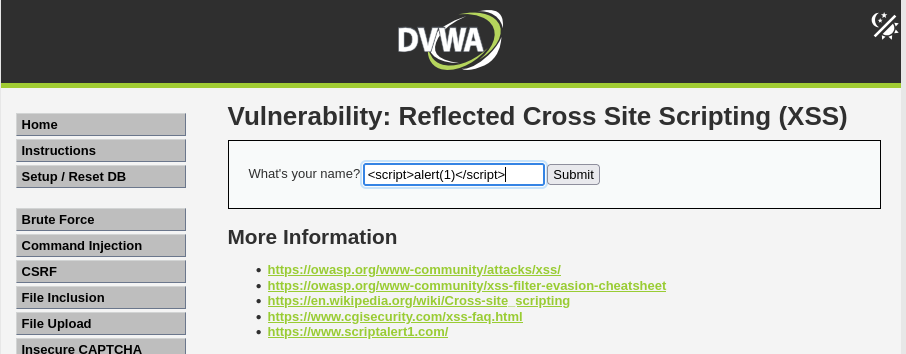 DVWA
Vulnerability: Reflected Cross Site Scripting (XSS)
Home
Instructions
Setup / Reset DB
Brute Force
Command Injection
CSRF
File Inclusion
File Upload
Insecure CAPTCHA
What's your name? <script>alert(1)</script> Submit
More Information
https://owasp.org/www-community/attacks/xss/
https://owasp.org/www-community/xss-filter-evasion-cheatsheet
https://en.wikipedia.org/wiki/Cross-site_scripting
https://www.cgisecurity.com/xss-faq.html
https://www.scriptalert1.com/